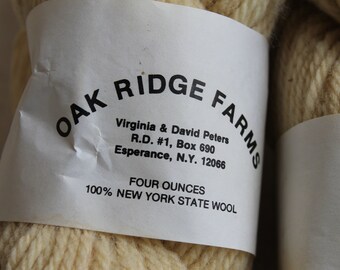 OAK RIDGE FARMS
Virginia & David Peters
R.D. #1, Box 690
Esperance, N.Y. 12066
FOUR OUNCES
100% NEW YORK STATE WOOL